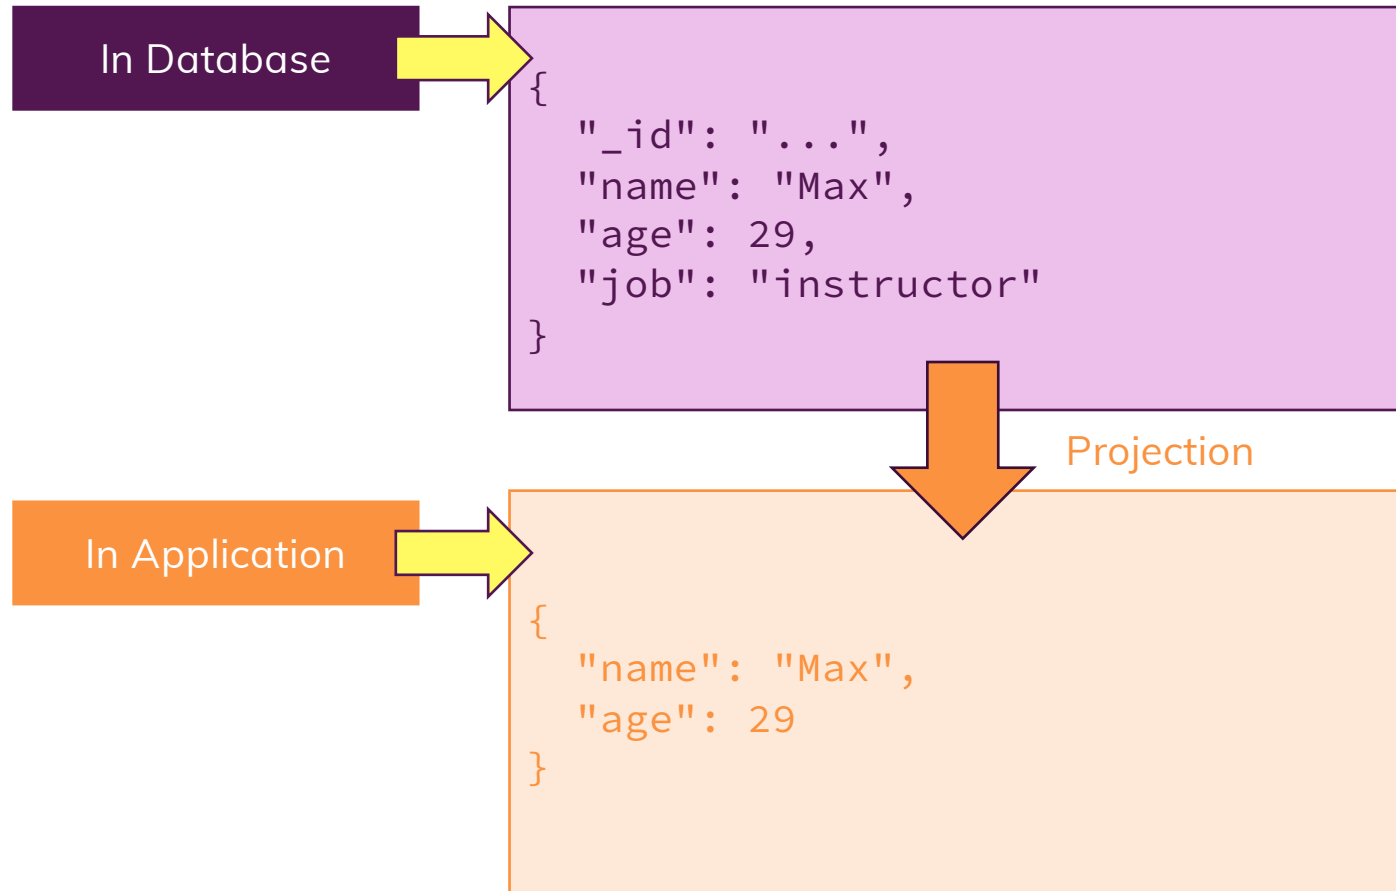 In Database
{
"_id": "...",
"name": "Max",
"age": 29,
"job": "instructor"
}
Projection
In Application
{
"name": "Max",
"age": 29
}